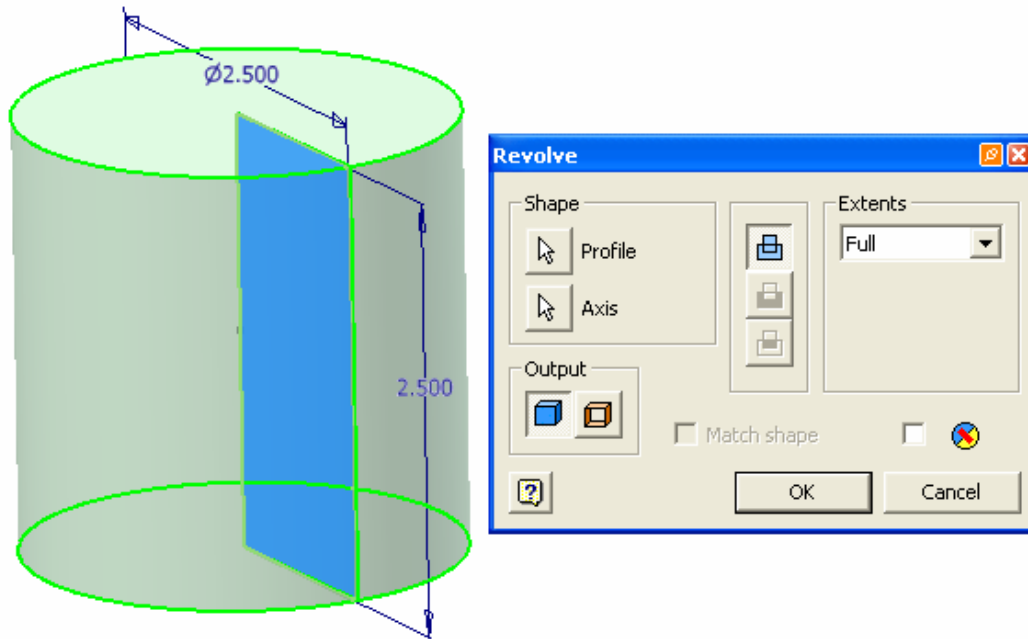 Ø2.500
2.500
Revolve
Shape
Profile
Axis
Extents
Full
Output
Match shape
?
OK
Cancel